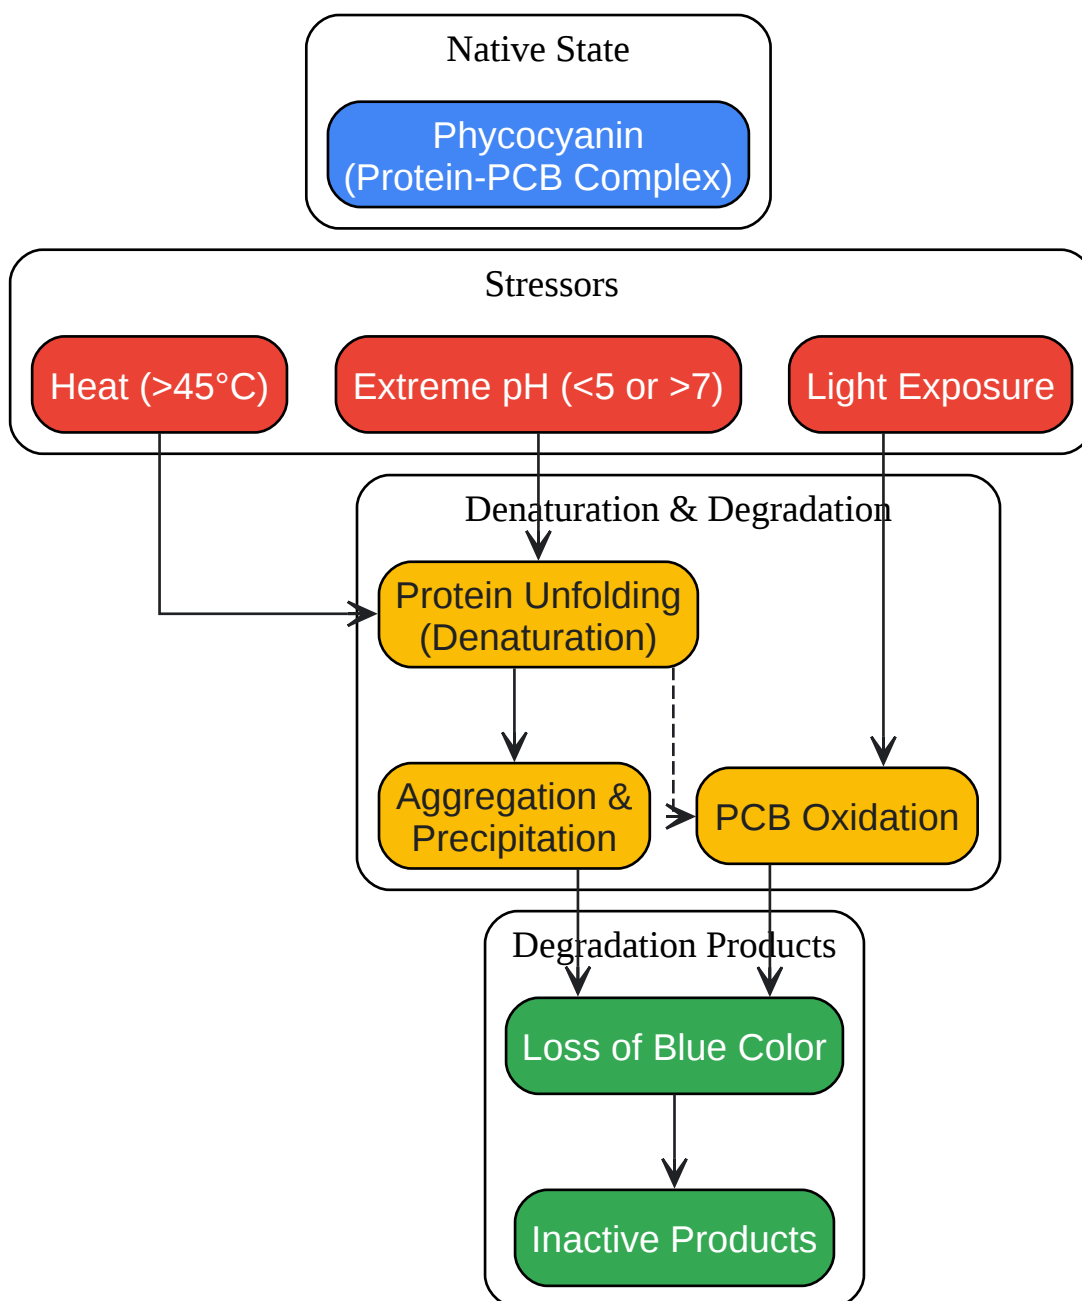 Native State
Phycocyanin
(Protein-PCB Complex)
Stressors
Heat (>45°C)
Extreme pH (<5 or >7)
Light Exposure
Denaturation & Degradation
Protein Unfolding
(Denaturation)
Aggregation &
Precipitation
PCB Oxidation
Degradation Products
Loss of Blue Color
Inactive Products